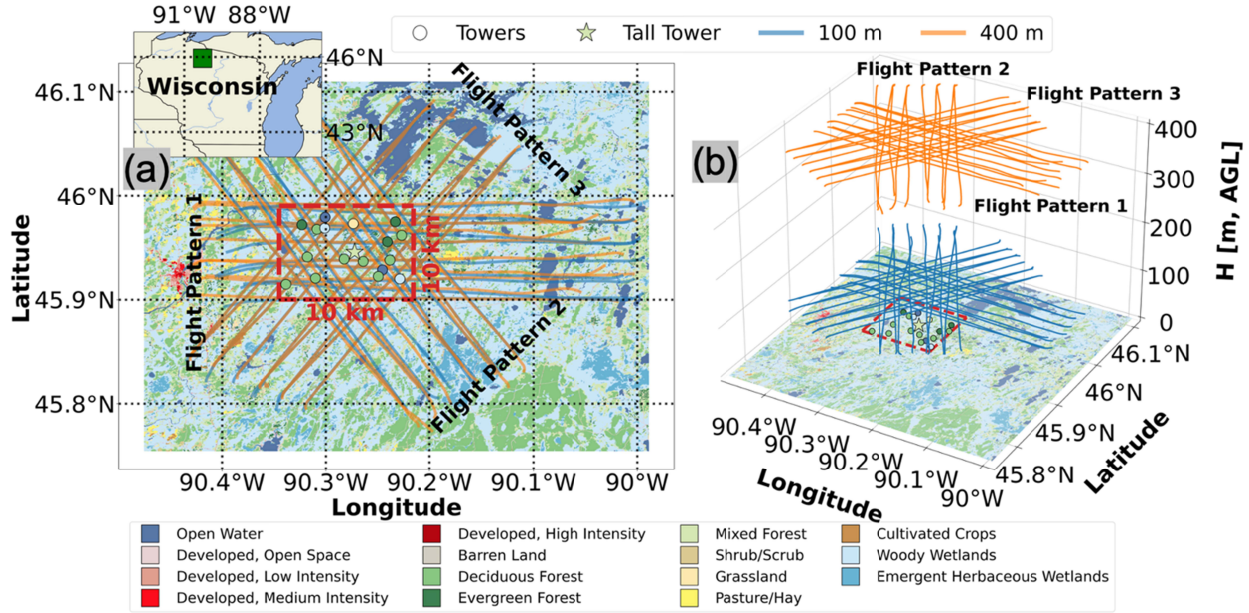 91°W 88°W
46°N
Wisconsin
43°N
Towers Tall Tower 100 m 400 m
(a)
46.1°N
46°N
45.9°N
45.8°N
Latitude
90.4°W 90.3°W 90.2°W 90.1°W 90°W
Longitude
Flight Pattern 1
Flight Pattern 2
Flight Pattern 3
10 km
10 km
(b)
Flight Pattern 2
Flight Pattern 3
Flight Pattern 1
400
300
200
100
0
H [m, AGL]
46.1°N
46°N
45.9°N
45.8°N
Latitude
90.4°W
90.3°W
90.2°W
90.1°W
90°W
Longitude
Open Water
Developed, Open Space
Developed, Low Intensity
Developed, Medium Intensity
Developed, High Intensity
Barren Land
Deciduous Forest
Evergreen Forest
Mixed Forest
Shrub/Scrub
Grassland
Pasture/Hay
Cultivated Crops
Woody Wetlands
Emergent Herbaceous Wetlands